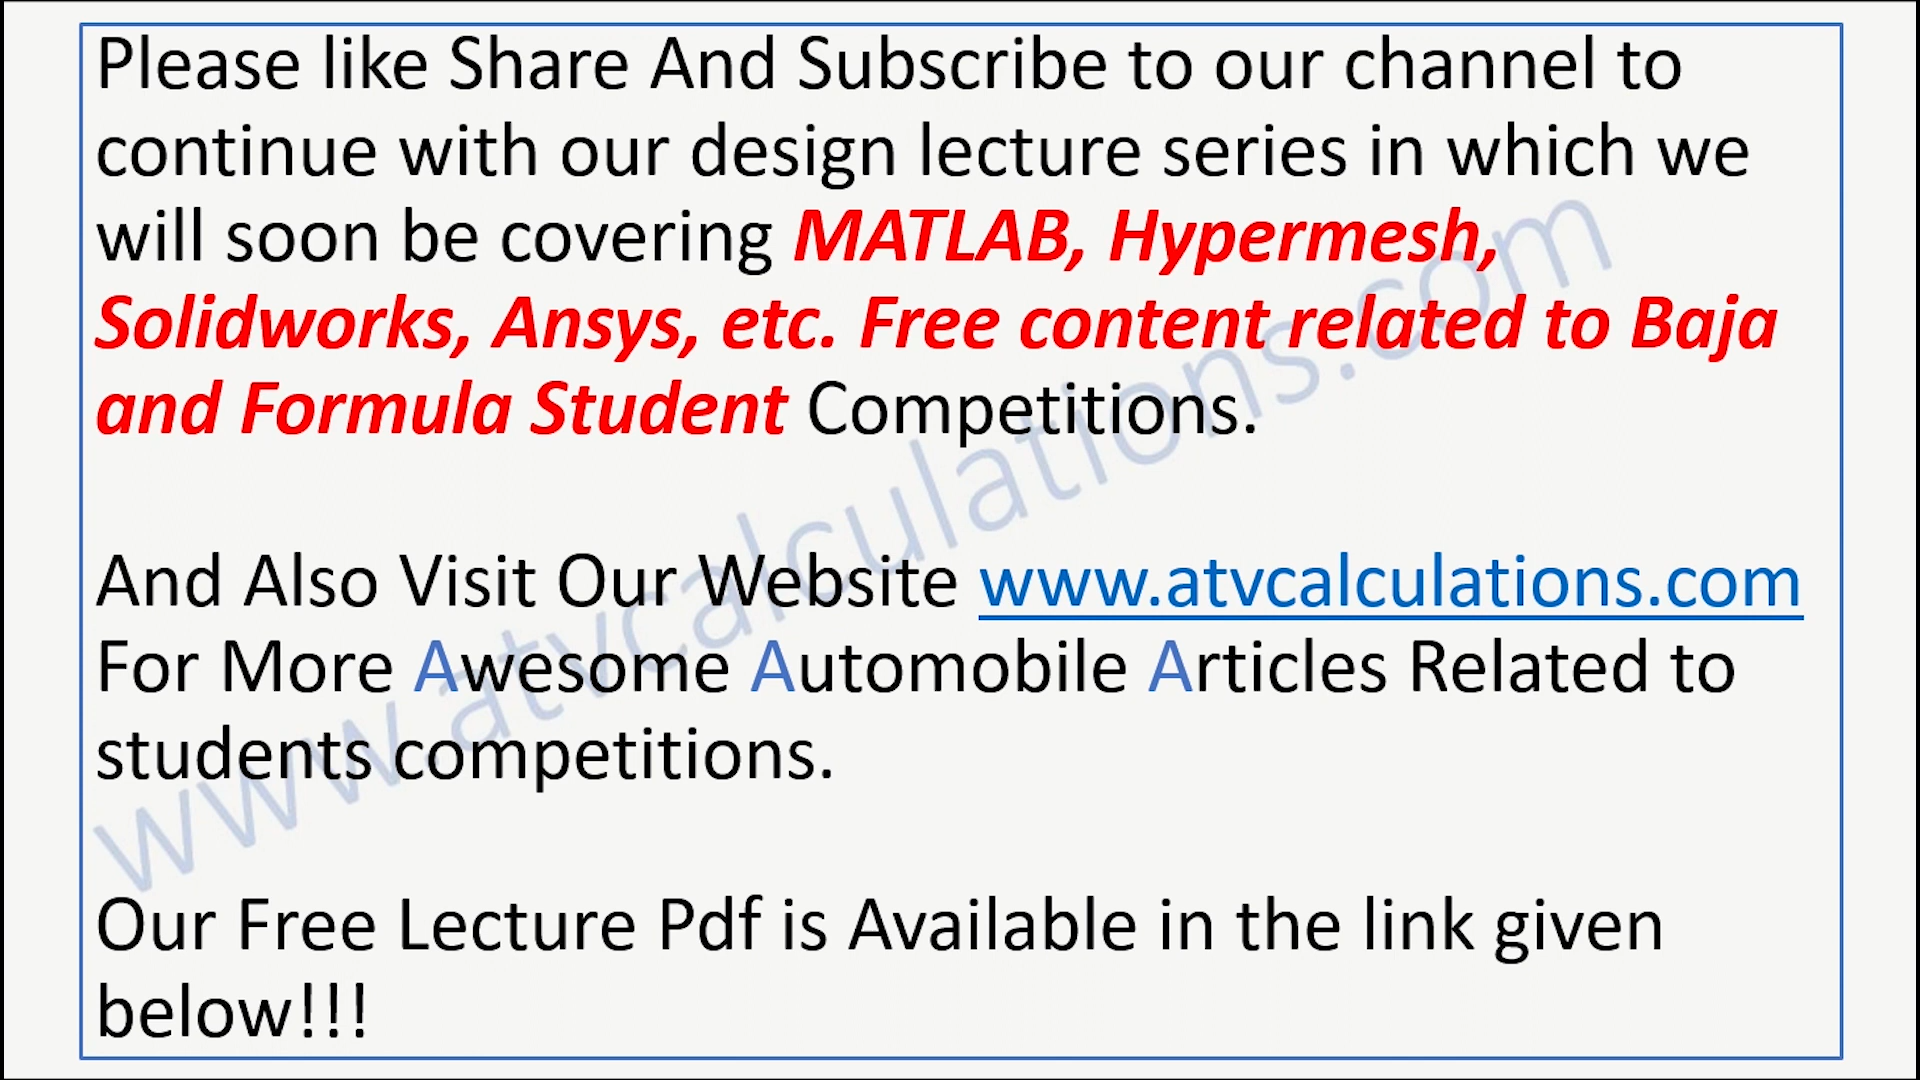 Please like Share And Subscribe to our channel to
continue with our design lecture series in which we
will soon be covering MATLAB, Hypermesh,
Solidworks, Ansys, etc. Free content related to Baja
and Formula Student Competitions.
And Also Visit Our Website www.atvcalculations.com
For More Awesome Automobile Articles Related to
students competitions.
Our Free Lecture Pdf is Available in the link given
below!!!
www.atvcalculations.com